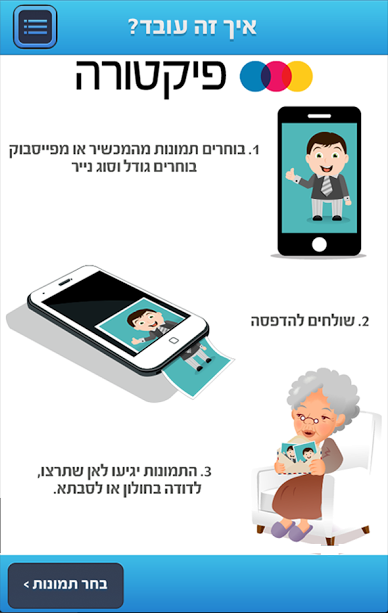 איך זה עובד?
פיקטורה
1. בוחרים תמונות מהמכשיר או מפייסבוק
בוחרים גודל וסוג נייר
2. שולחים להדפסה
3. התמונות יגיעו לאן שתרצו,
לדודה בחולון או לסבתא.
בחר תמונות >